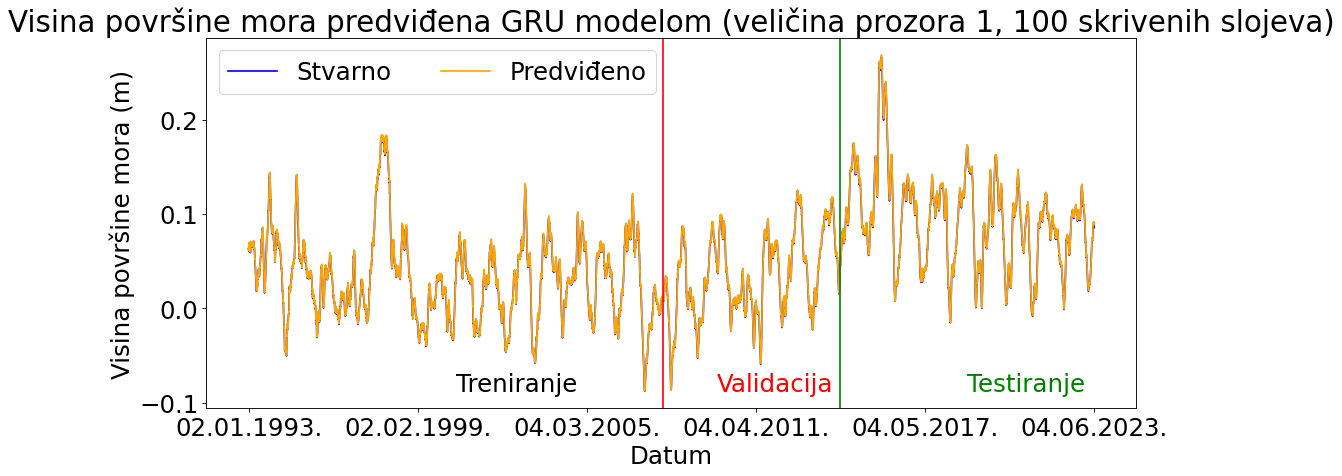 Visina površine mora predviđena GRU modelom (veličina prozora 1, 100 skrivenih slojeva)
Stvarno Predviđeno
Visina površine mora (m)
0.2
0.1
0.0
−0.1
Treniranje Validacija Testiranje
02.01.1993. 02.02.1999. 04.03.2005. 04.04.2011. 04.05.2017. 04.06.2023.
Datum